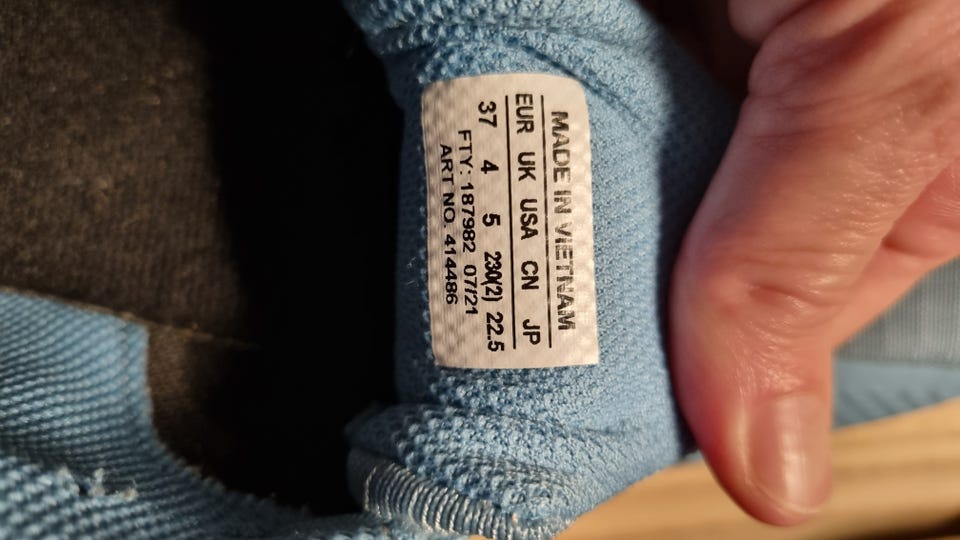 MADE IN VIETNAM
EUR UK USA CN JP
37 4 5 230(2) 22.5
FTY: 187982 07/21
ART NO. 414486